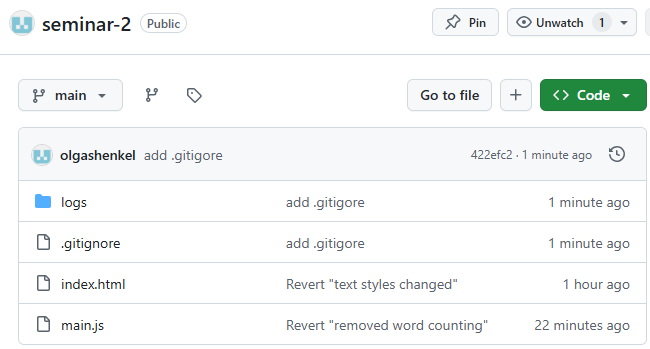 seminar-2 Public Pin Unwatch 1
main Go to file + Code
olgashenkel add .gitigore 422efc2 · 1 minute ago
logs add .gitigore 1 minute ago
.gitignore add .gitigore 1 minute ago
index.html Revert "text styles changed" 1 hour ago
main.js Revert "removed word counting" 22 minutes ago